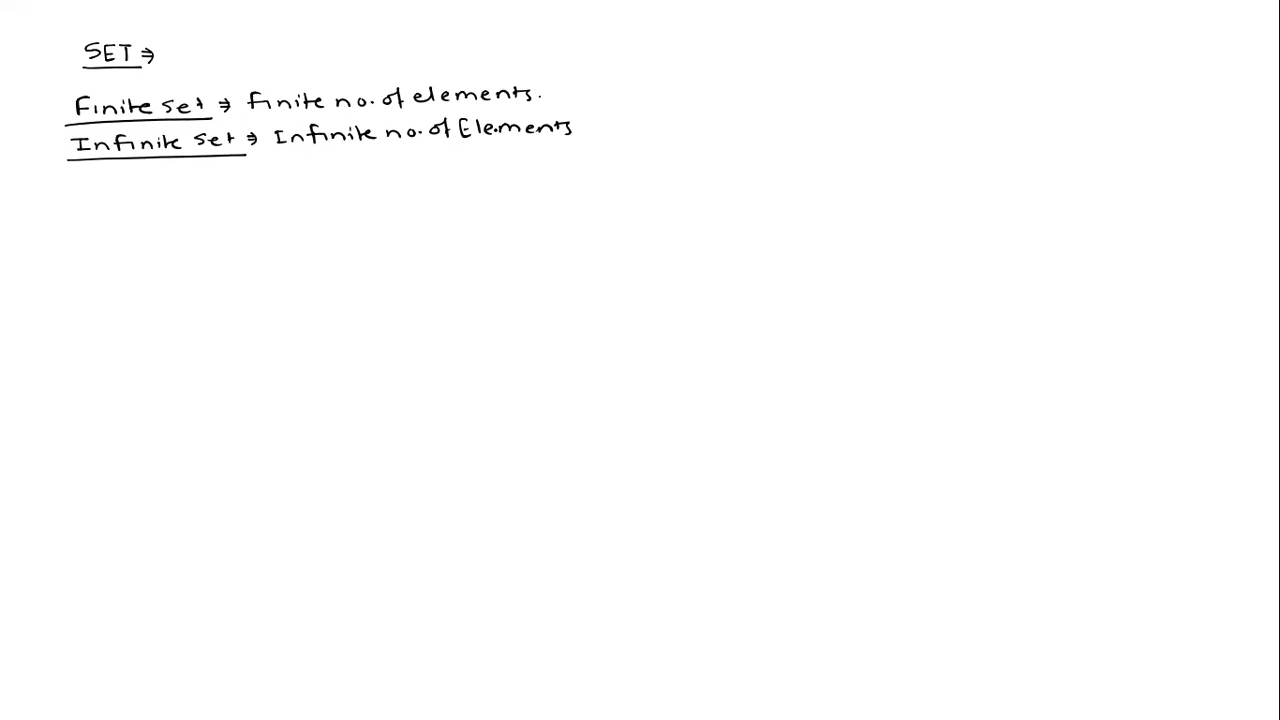 SET ⇒
Finite set ⇒ finite no. of elements.
Infinite set ⇒ Infinite no. of Elements